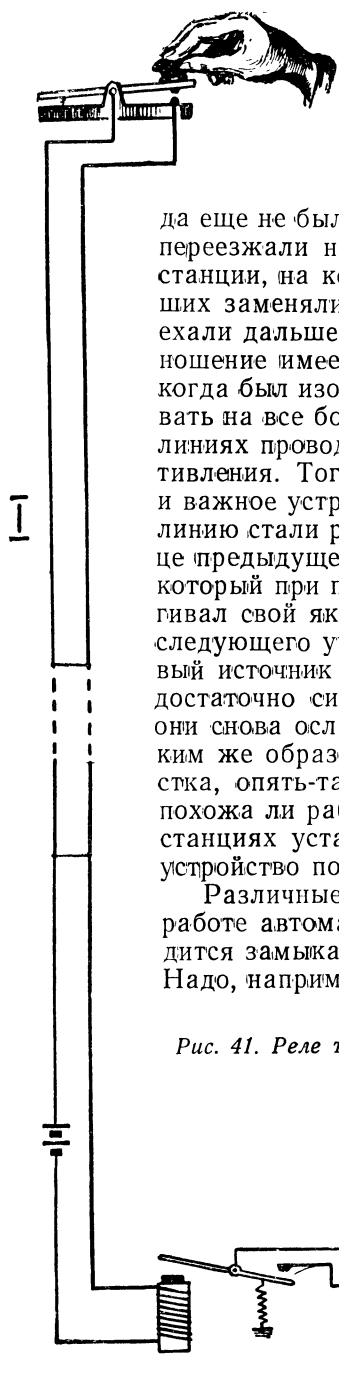 да еще не был
переезжали н
станции, на ко
ших заменяли
ехали дальше
ношение имее
когда был изо
вать на все бо
линиях провод
тивления. Тог
и важное устр
I
линию стали р
це предыдуще
который при п
гивал свой як
следующего у
вый источник
достаточно си
они снова осл
ким же образо
стка, опять-та
похожа ли раб
станциях уста
устройство по
Различные
работе автома
дится замыка
Надо, наприм
Рис. 41. Реле т